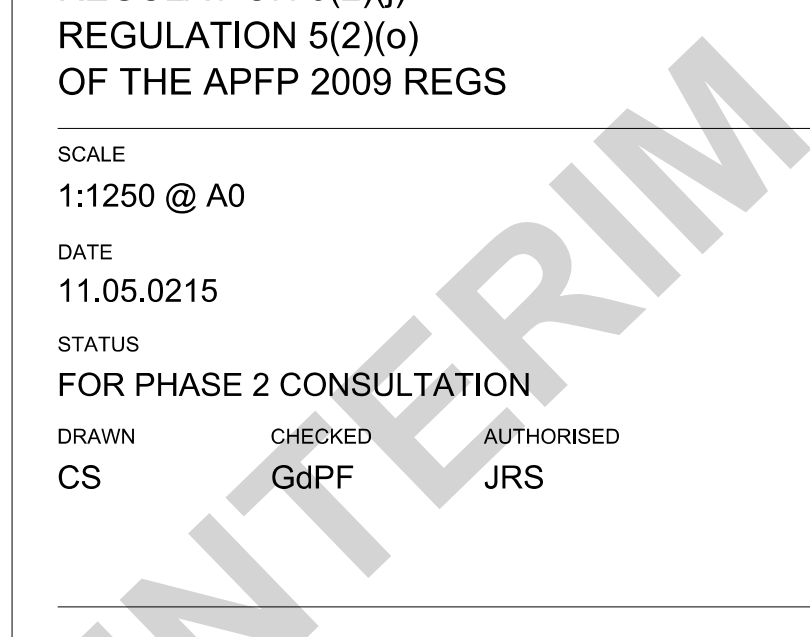 REGULATION 5(2)(o)
OF THE APFP 2009 REGS
SCALE
1:1250 @ A0
DATE
11.05.0215
STATUS
FOR PHASE 2 CONSULTATION
DRAWN CHECKED AUTHORISED
CS GdPF JRS
INTERIM